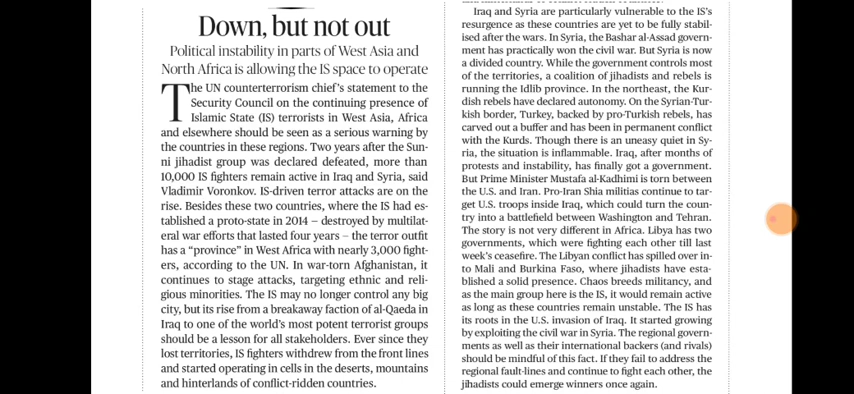 Down, but not out
Political instability in parts of West Asia and
North Africa is allowing the IS space to operate
The UN counterterrorism chief's statement to the
Security Council on the continuing presence of
Islamic State (IS) terrorists in West Asia, Africa
and elsewhere should be seen as a serious warning by
the countries in these regions. Two years after the Sun-
ni jihadist group was declared defeated, more than
10,000 IS fighters remain active in Iraq and Syria, said
Vladimir Voronkov. IS-driven terror attacks are on the
rise. Besides these two countries, where the IS had es-
tablished a proto-state in 2014 – destroyed by multilat-
eral war efforts that lasted four years – the terror outfit
has a “province” in West Africa with nearly 3,000 fight-
ers, according to the UN. In war-torn Afghanistan, it
continues to stage attacks, targeting ethnic and reli-
gious minorities. The IS may no longer control any big
city, but its rise from a breakaway faction of al-Qaeda in
Iraq to one of the world's most potent terrorist groups
should be a lesson for all stakeholders. Ever since they
lost territories, IS fighters withdrew from the front lines
and started operating in cells in the deserts, mountains
and hinterlands of conflict-ridden countries.
Iraq and Syria are particularly vulnerable to the IS's
resurgence as these countries are yet to be fully stabil-
ised after the wars. In Syria, the Bashar al-Assad govern-
ment has practically won the civil war. But Syria is now
a divided country. While the government controls most
of the territories, a coalition of jihadists and rebels is
running the Idlib province. In the northeast, the Kur-
dish rebels have declared autonomy. On the Syrian-Tur-
kish border, Turkey, backed by pro-Turkish rebels, has
carved out a buffer and has been in permanent conflict
with the Kurds. Though there is an uneasy quiet in Sy-
ria, the situation is inflammable. Iraq, after months of
protests and instability, has finally got a government.
But Prime Minister Mustafa al-Kadhimi is torn between
the U.S. and Iran. Pro-Iran Shia militias continue to tar-
get U.S. troops inside Iraq, which could turn the coun-
try into a battlefield between Washington and Tehran.
The story is not very different in Africa. Libya has two
governments, which were fighting each other till last
week's ceasefire. The Libyan conflict has spilled over in-
to Mali and Burkina Faso, where jihadists have esta-
blished a solid presence. Chaos breeds militancy, and
as the main group here is the IS, it would remain active
as long as these countries remain unstable. The IS has
its roots in the U.S. invasion of Iraq. It started growing
by exploiting the civil war in Syria. The regional govern-
ments as well as their international backers (and rivals)
should be mindful of this fact. If they fail to address the
regional fault-lines and continue to fight each other, the
jihadists could emerge winners once again.